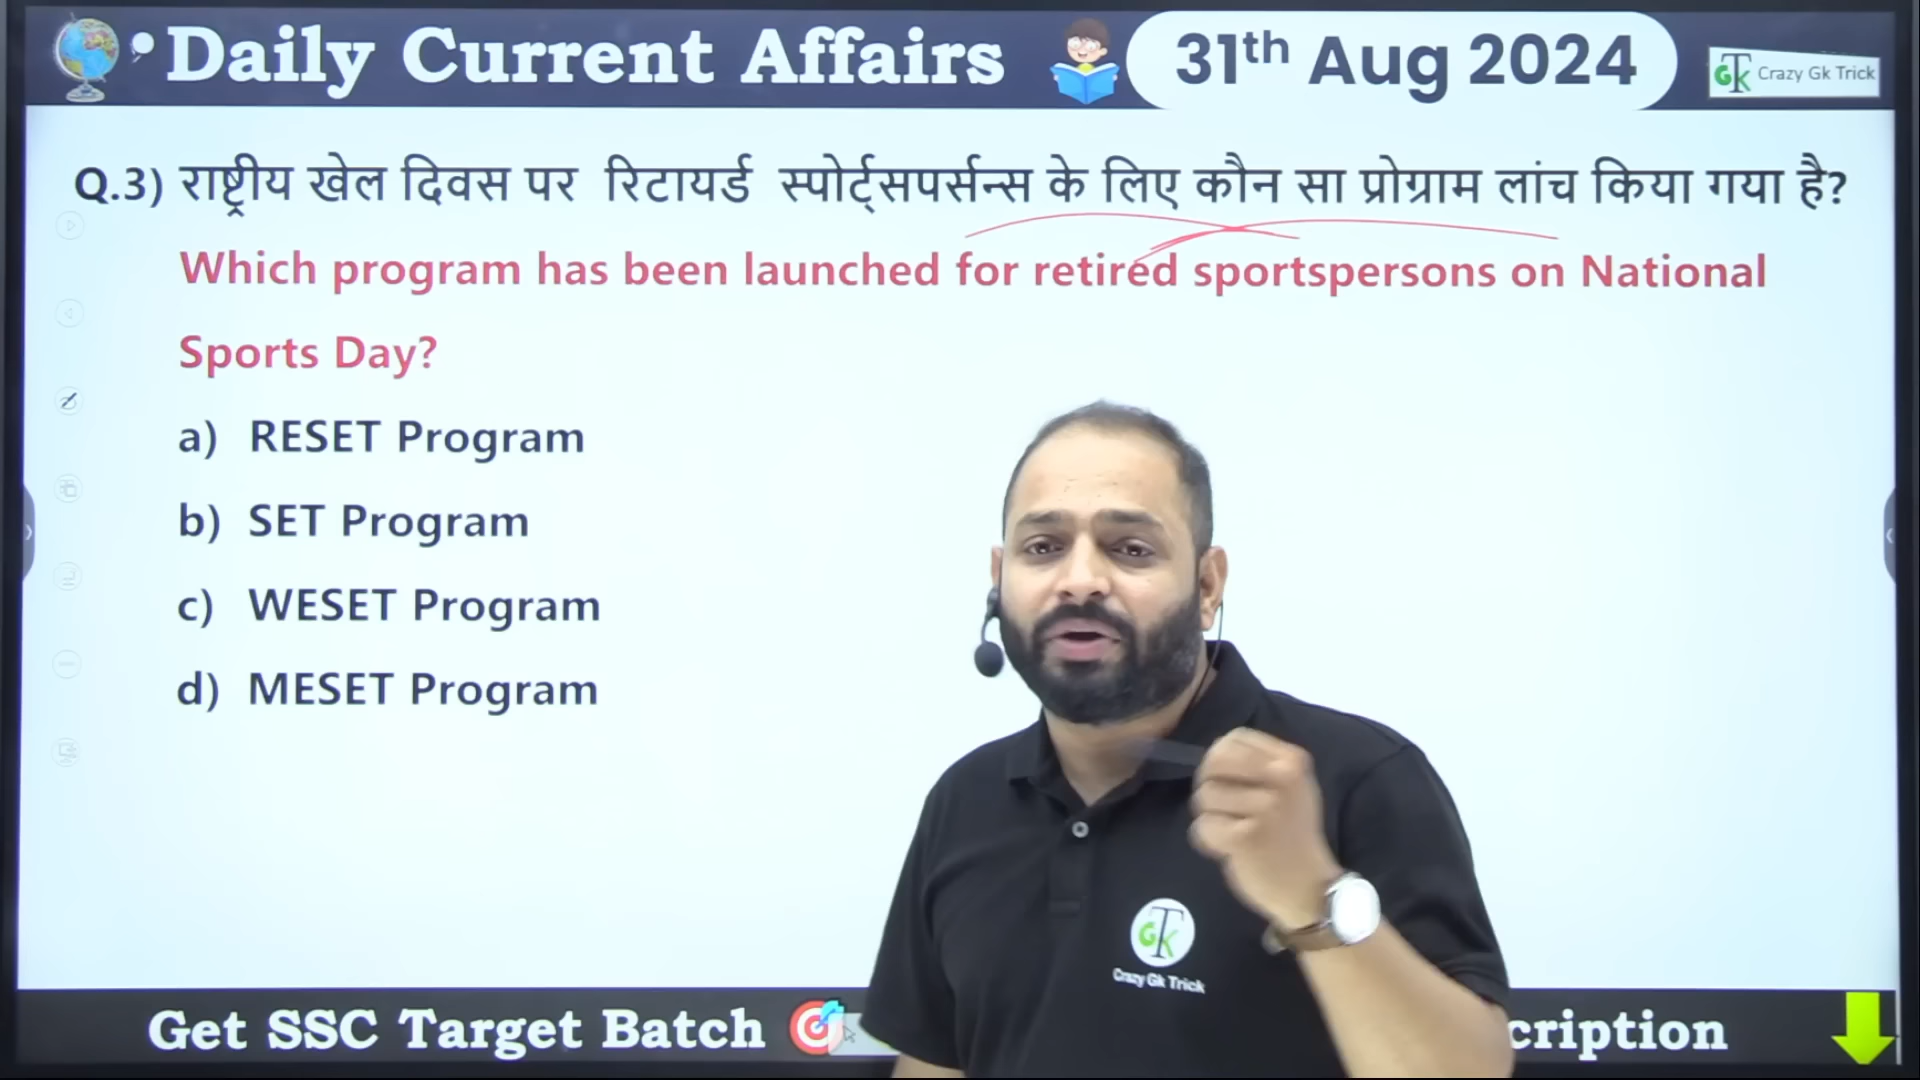 Daily Current Affairs
31th Aug 2024
GTK Crazy Gk Trick
Q.3) राष्ट्रीय खेल दिवस पर रिटायर्ड स्पोर्ट्सपर्सन्स के लिए कौन सा प्रोग्राम लांच किया गया है?
Which program has been launched for retired sportspersons on National
Sports Day?
a) RESET Program
b) SET Program
c) WESET Program
d) MESET Program
GTK
Crazy Gk Trick
Get SSC Target Batch
cription